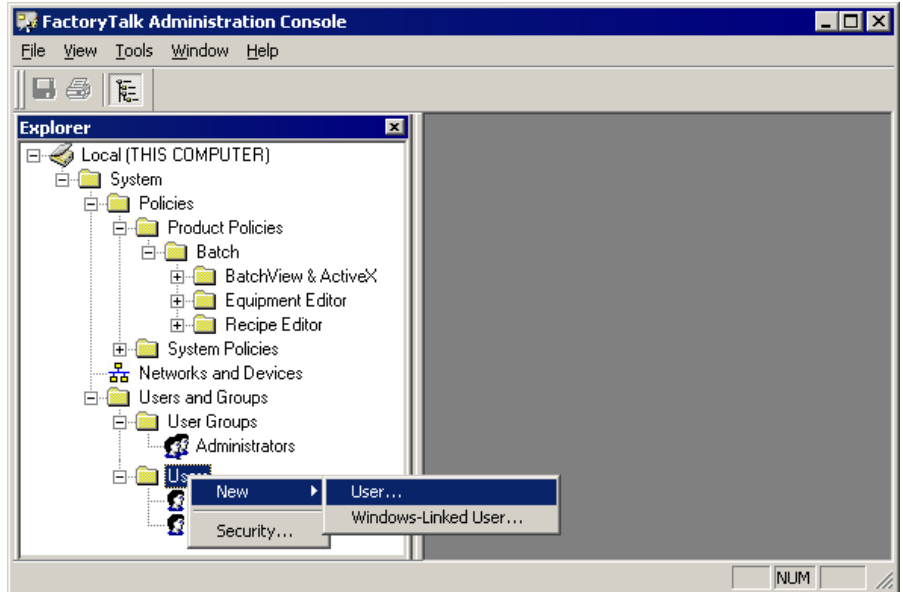 FactoryTalk Administration Console
File View Tools Window Help
Explorer
Local (THIS COMPUTER)
System
Policies
Product Policies
Batch
BatchView & ActiveX
Equipment Editor
Recipe Editor
System Policies
Networks and Devices
Users and Groups
User Groups
Administrators
New
User...
Windows-Linked User...
Security...
NUM